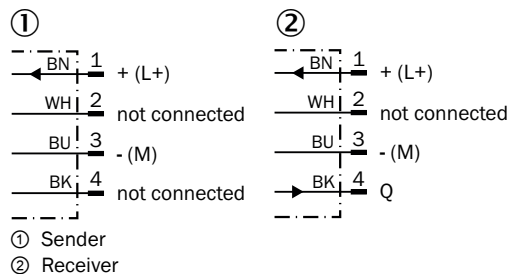 ① ②
BN 1 + (L+) BN 1 + (L+)
WH 2 not connected WH 2 not connected
BU 3 - (M) BU 3 - (M)
BK 4 not connected BK 4 Q
① Sender
② Receiver